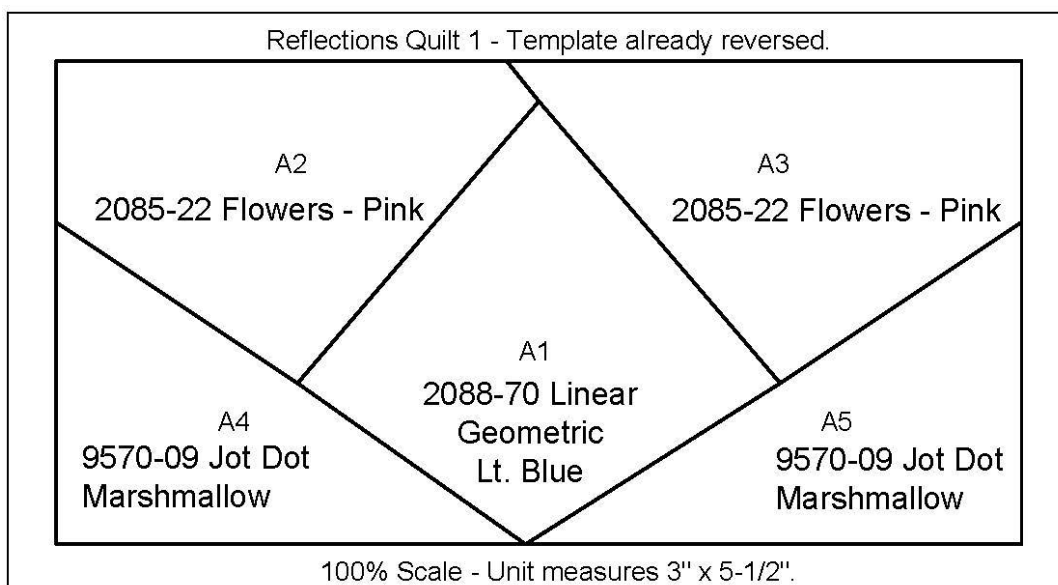 Reflections Quilt 1 - Template already reversed.
A2
2085-22 Flowers - Pink
A3
2085-22 Flowers - Pink
A1
2088-70 Linear
Geometric
Lt. Blue
A4
9570-09 Jot Dot
Marshmallow
A5
9570-09 Jot Dot
Marshmallow
100% Scale - Unit measures 3" x 5-1/2".